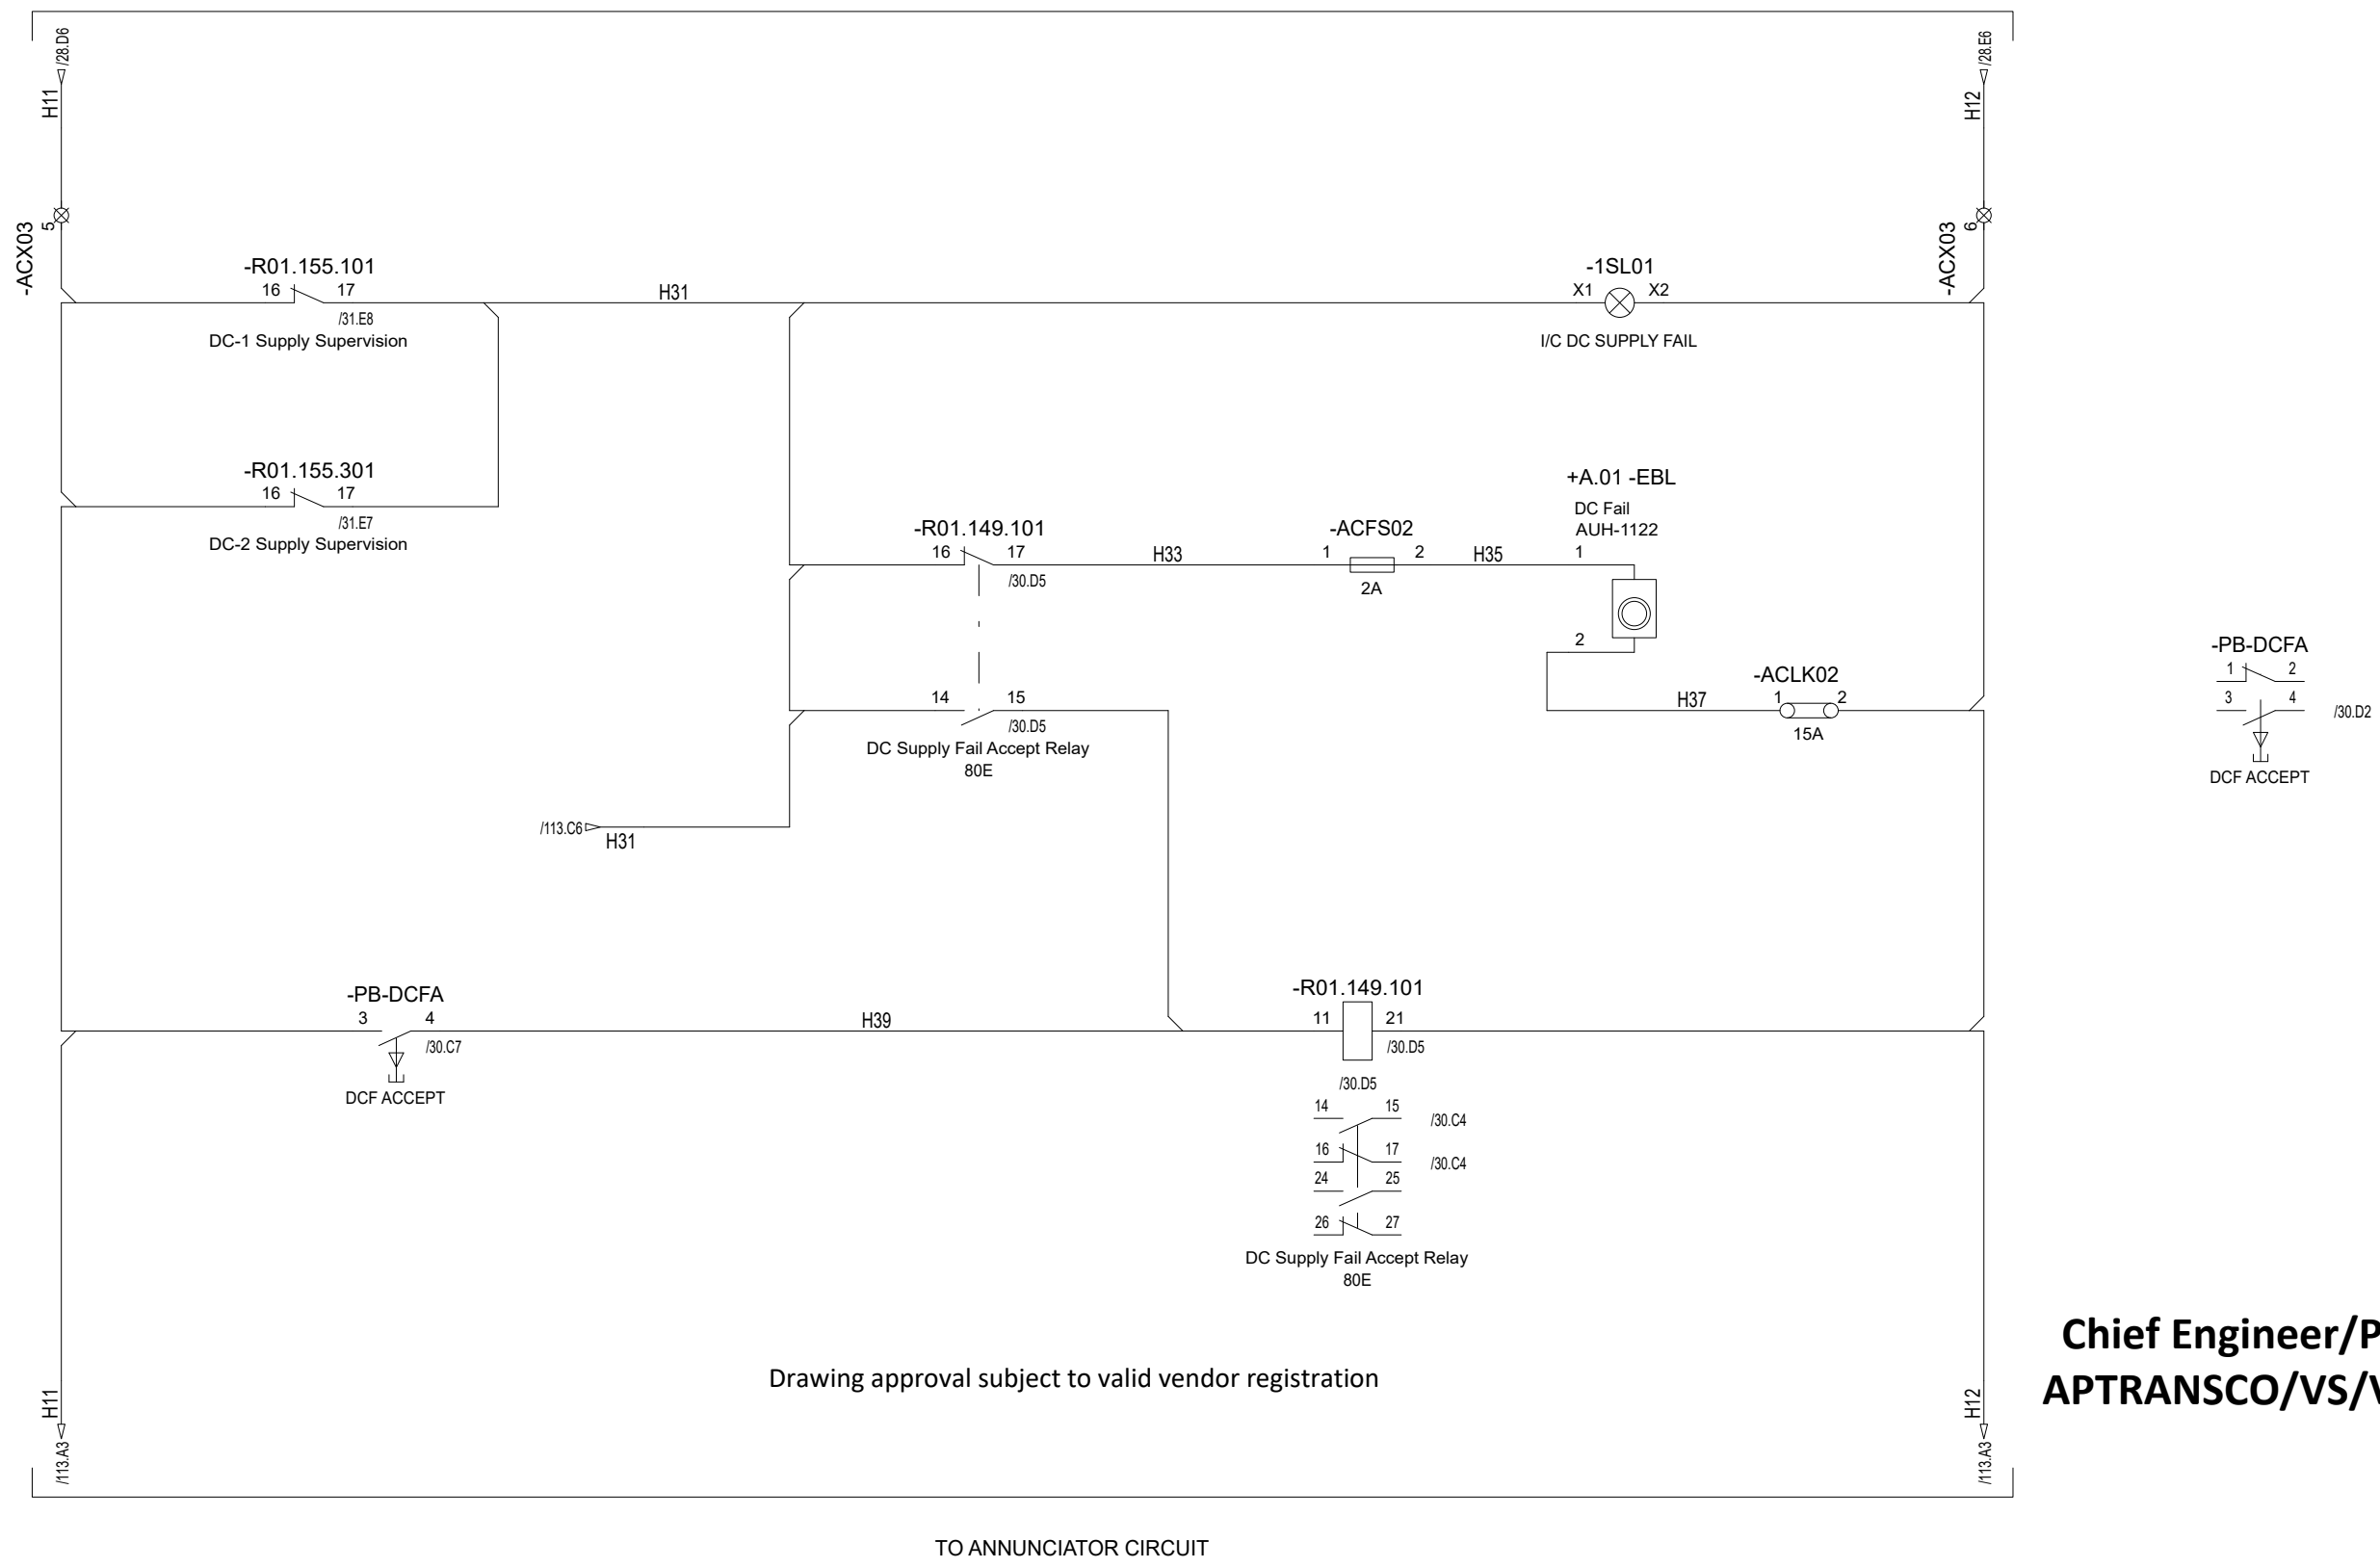 /28.D6
H11
/28.E6
H12
-ACX03
5
-ACX03
6
-R01.155.101
16 17
/31.E8
DC-1 Supply Supervision
H31
-1SL01
X1 X2
I/C DC SUPPLY FAIL
-R01.155.301
16 17
/31.E7
DC-2 Supply Supervision
+A.01 -EBL
DC Fail
AUH-1122
1
2
-R01.149.101
16 17
/30.D5
H33
-ACFS02
1 2
2A
H35
14 15
/30.D5
DC Supply Fail Accept Relay
80E
H37
-ACLK02
1 2
15A
-PB-DCFA
1 2
3 4
/30.D2
DCF ACCEPT
/113.C6
H31
-PB-DCFA
3 4
/30.C7
DCF ACCEPT
H39
-R01.149.101
11 21
/30.D5
/30.D5
14 15 /30.C4
16 17 /30.C4
24 25
26 27
DC Supply Fail Accept Relay
80E
Chief Engineer/P
Drawing approval subject to valid vendor registration
APTRANSCO/VS/
H11
/113.A3
H12
/113.A3
TO ANNUNCIATOR CIRCUIT